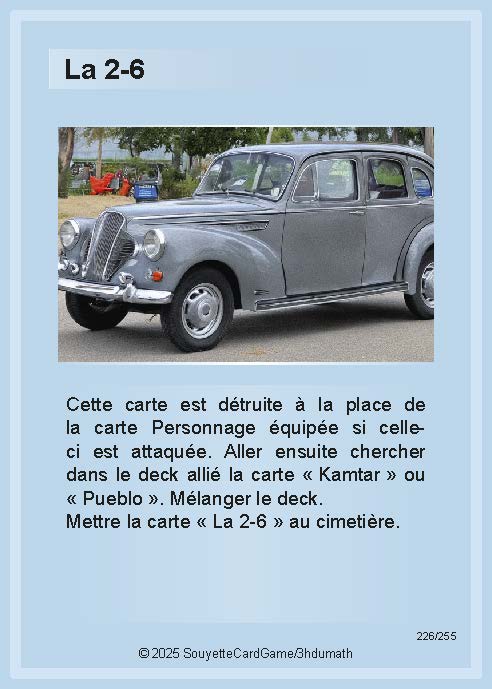 La 2-6
Cette carte est détruite à la place de
la carte Personnage équipée si celle-
ci est attaquée. Aller ensuite chercher
dans le deck allié la carte « Kamtar » ou
« Pueblo ». Mélanger le deck.
Mettre la carte « La 2-6 » au cimetière.
226/255
© 2025 SouyetteCardGame/3hdumath